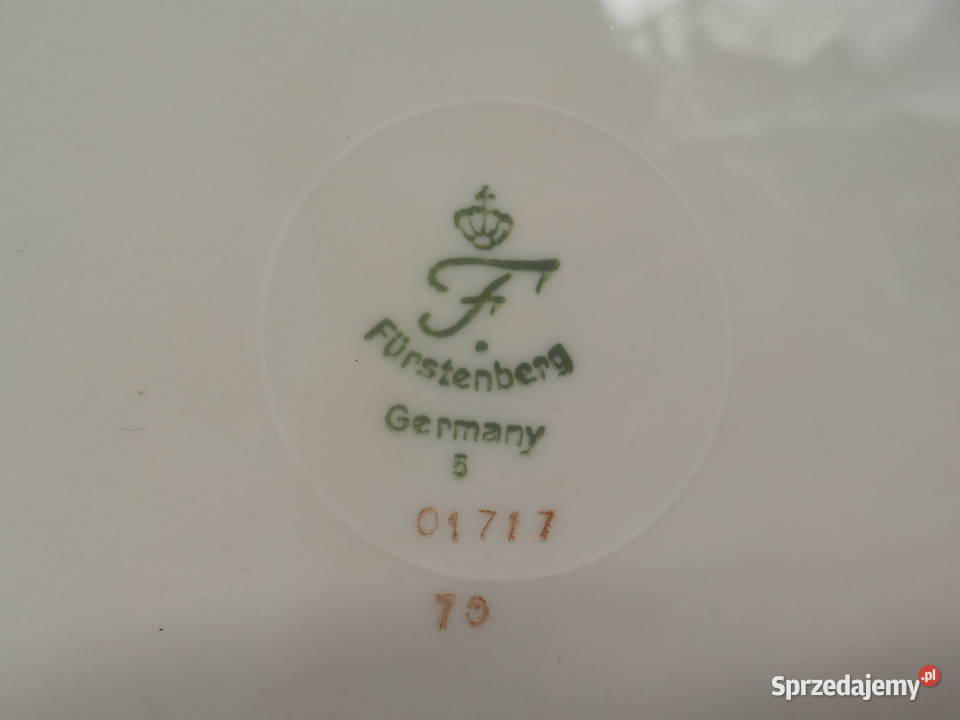 F.
Fürstenberg
Germany
5
01717
79
Sprzedajemy.pl